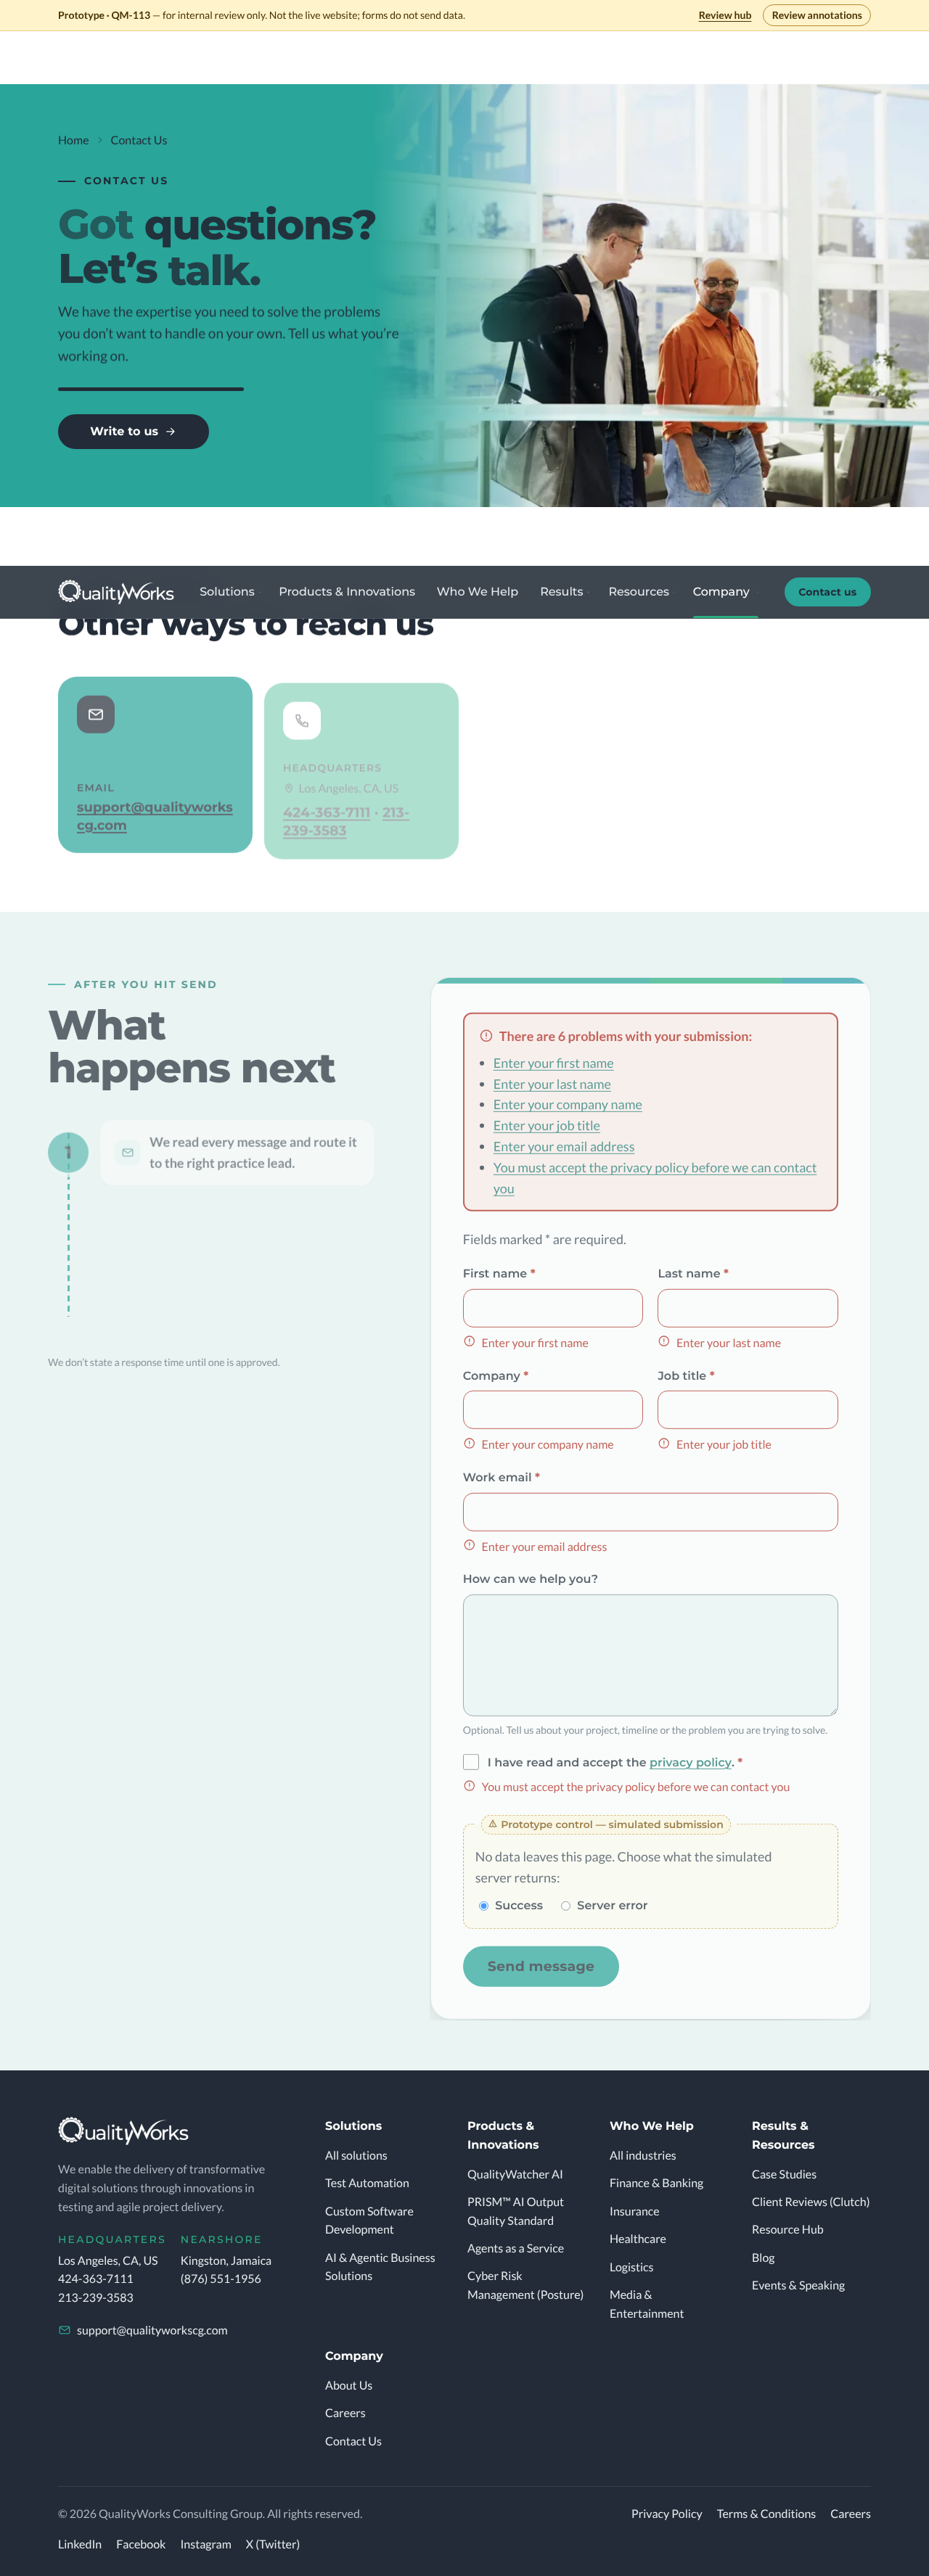 Prototype · QM-113 — for internal review only. Not the live website; forms do not send data.
Review hub
Review annotations
Home > Contact Us
CONTACT US
Got questions?
Let’s talk.
We have the expertise you need to solve the problems
you don’t want to handle on your own. Tell us what you’re
working on.
Write to us →
QualityWorks
Solutions
Products & Innovations
Who We Help
Results
Resources
Company
Contact us
Other ways to reach us
EMAIL
support@qualityworks
cg.com
HEADQUARTERS
Los Angeles, CA, US
424-363-7111 · 213-
239-3583
AFTER YOU HIT SEND
What
happens next
1
We read every message and route it
to the right practice lead.
We don’t state a response time until one is approved.
There are 6 problems with your submission:
• Enter your first name
• Enter your last name
• Enter your company name
• Enter your job title
• Enter your email address
• You must accept the privacy policy before we can contact
you
Fields marked * are required.
First name *
Last name *
Enter your first name
Enter your last name
Company *
Job title *
Enter your company name
Enter your job title
Work email *
Enter your email address
How can we help you?
Optional. Tell us about your project, timeline or the problem you are trying to solve.
I have read and accept the privacy policy. *
You must accept the privacy policy before we can contact you
Prototype control — simulated submission
No data leaves this page. Choose what the simulated
server returns:
Success
Server error
Send message
QualityWorks
We enable the delivery of transformative
digital solutions through innovations in
testing and agile project delivery.
HEADQUARTERS
Los Angeles, CA, US
424-363-7111
213-239-3583
NEARSHORE
Kingston, Jamaica
(876) 551-1956
support@qualityworkscg.com
Solutions
All solutions
Test Automation
Custom Software
Development
AI & Agentic Business
Solutions
Products &
Innovations
QualityWatcher AI
PRISM™ AI Output
Quality Standard
Agents as a Service
Cyber Risk
Management (Posture)
Who We Help
All industries
Finance & Banking
Insurance
Healthcare
Logistics
Media &
Entertainment
Results &
Resources
Case Studies
Client Reviews (Clutch)
Resource Hub
Blog
Events & Speaking
Company
About Us
Careers
Contact Us
© 2026 QualityWorks Consulting Group. All rights reserved.
Privacy Policy
Terms & Conditions
Careers
LinkedIn
Facebook
Instagram
X (Twitter)